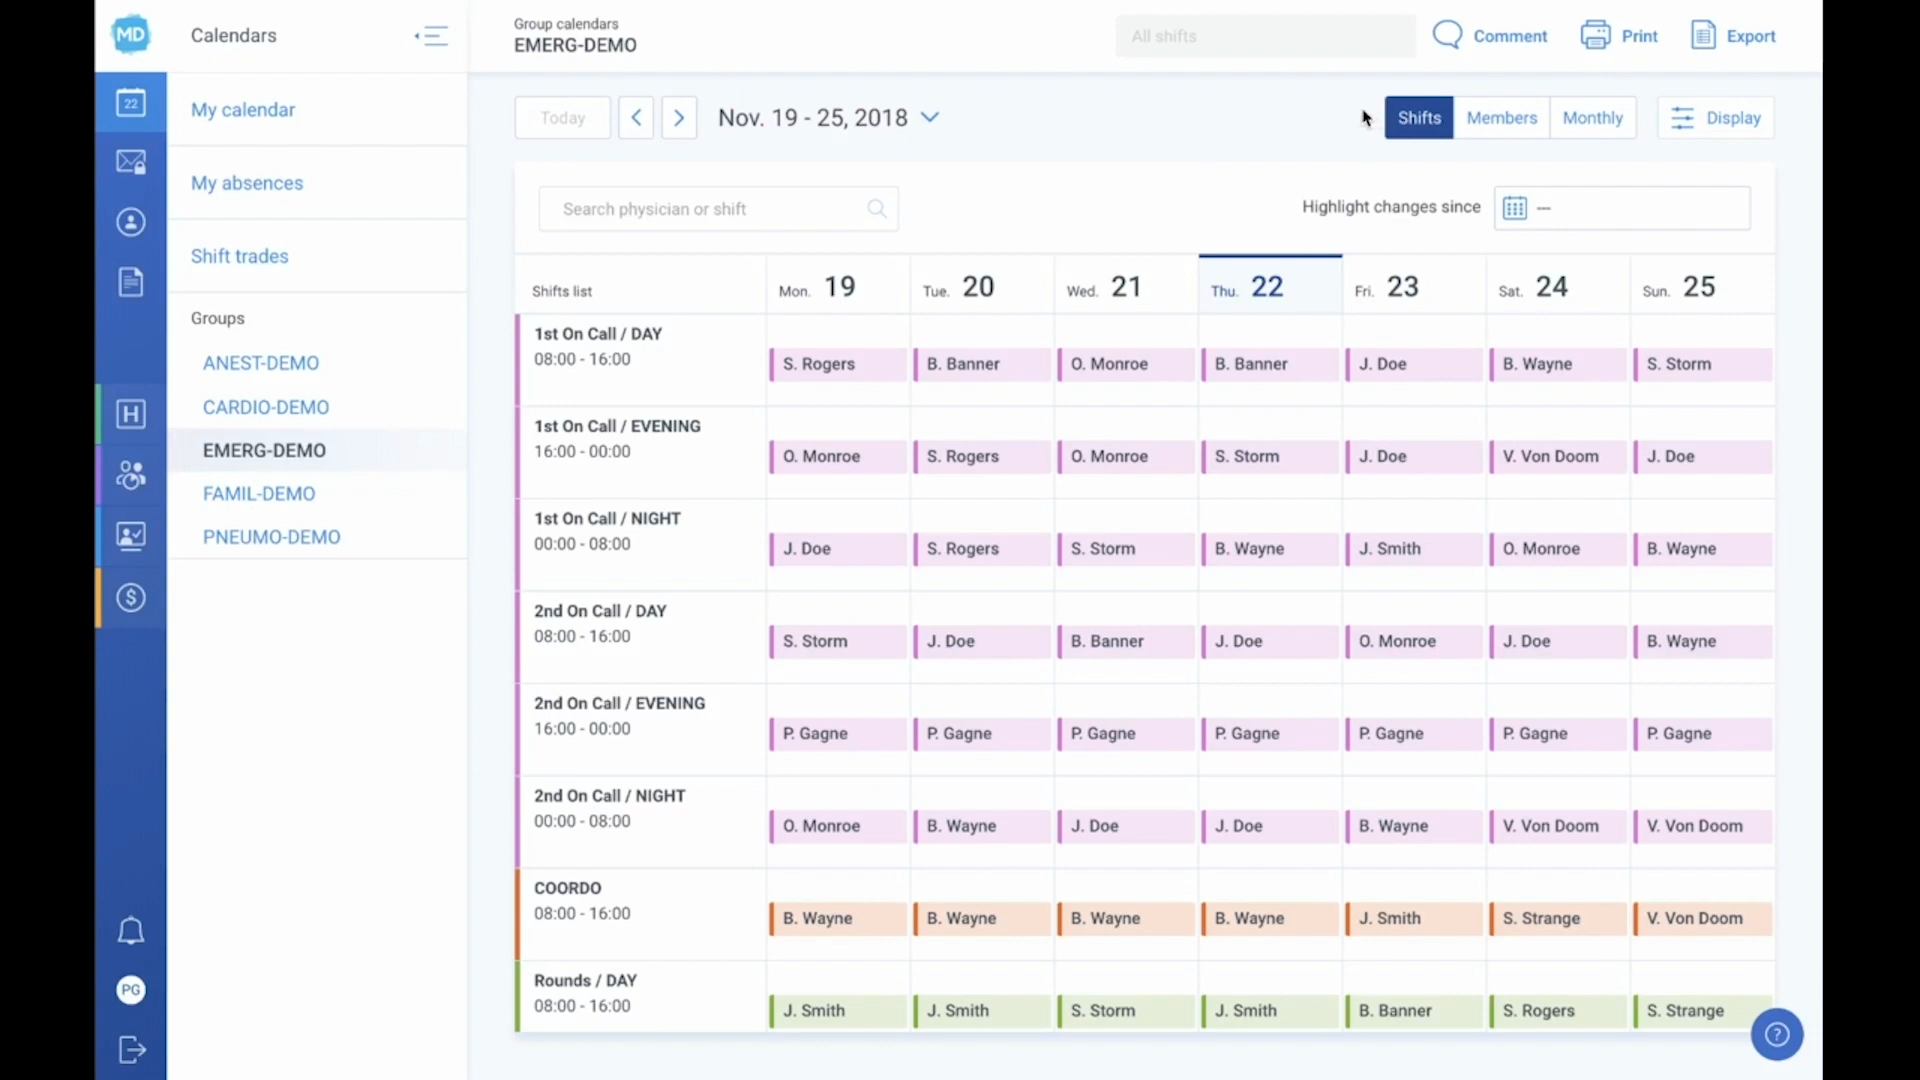 MD
Calendars
Group calendars
EMERG-DEMO
All shifts
Comment
Print
Export
22
My calendar
My absences
Shift trades
Groups
ANEST-DEMO
CARDIO-DEMO
EMERG-DEMO
FAMIL-DEMO
PNEUMO-DEMO
H
$
PG
Today
Nov. 19 - 25, 2018
Shifts Members Monthly
Display
Search physician or shift
Highlight changes since
---
Shifts list Mon. 19 Tue. 20 Wed. 21 Thu. 22 Fri. 23 Sat. 24 Sun. 25
1st On Call / DAY
08:00 - 16:00
S. Rogers B. Banner O. Monroe B. Banner J. Doe B. Wayne S. Storm
1st On Call / EVENING
16:00 - 00:00
O. Monroe S. Rogers O. Monroe S. Storm J. Doe V. Von Doom J. Doe
1st On Call / NIGHT
00:00 - 08:00
J. Doe S. Rogers S. Storm B. Wayne J. Smith O. Monroe B. Wayne
2nd On Call / DAY
08:00 - 16:00
S. Storm J. Doe B. Banner J. Doe O. Monroe J. Doe B. Wayne
2nd On Call / EVENING
16:00 - 00:00
P. Gagne P. Gagne P. Gagne P. Gagne P. Gagne P. Gagne P. Gagne
2nd On Call / NIGHT
00:00 - 08:00
O. Monroe B. Wayne J. Doe J. Doe B. Wayne V. Von Doom V. Von Doom
COORDO
08:00 - 16:00
B. Wayne B. Wayne B. Wayne B. Wayne J. Smith S. Strange V. Von Doom
Rounds / DAY
08:00 - 16:00
J. Smith J. Smith S. Storm J. Smith B. Banner S. Rogers S. Strange
?